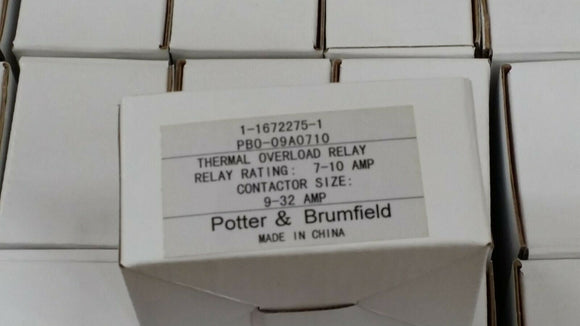 1-1672275-1
PBO-09A0710
THERMAL OVERLOAD RELAY
RELAY RATING: 7-10 AMP
CONTACTOR SIZE:
9-32 AMP
Potter & Brumfield
MADE IN CHINA